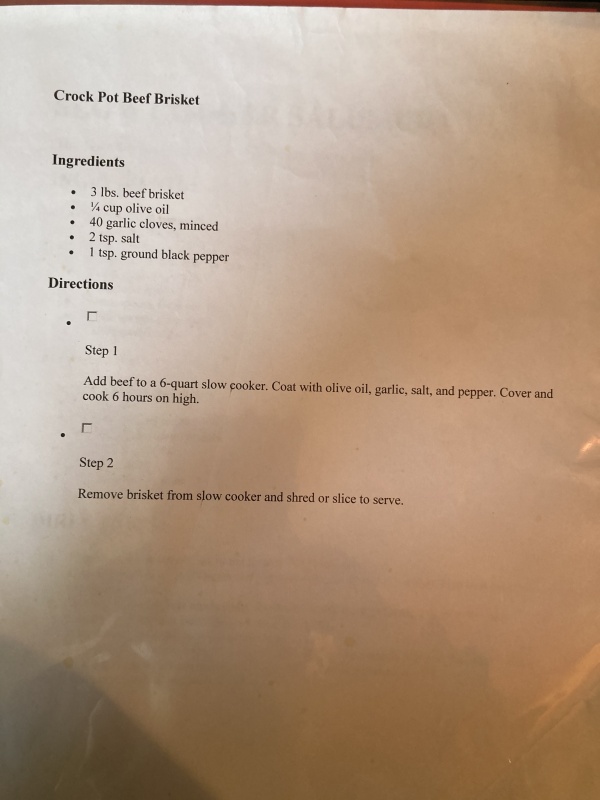 Crock Pot Beef Brisket
Ingredients
• 3 lbs. beef brisket
• ¼ cup olive oil
• 40 garlic cloves, minced
• 2 tsp. salt
• 1 tsp. ground black pepper
Directions
• ☐
Step 1
Add beef to a 6-quart slow cooker. Coat with olive oil, garlic, salt, and pepper. Cover and
cook 6 hours on high.
• ☐
Step 2
Remove brisket from slow cooker and shred or slice to serve.